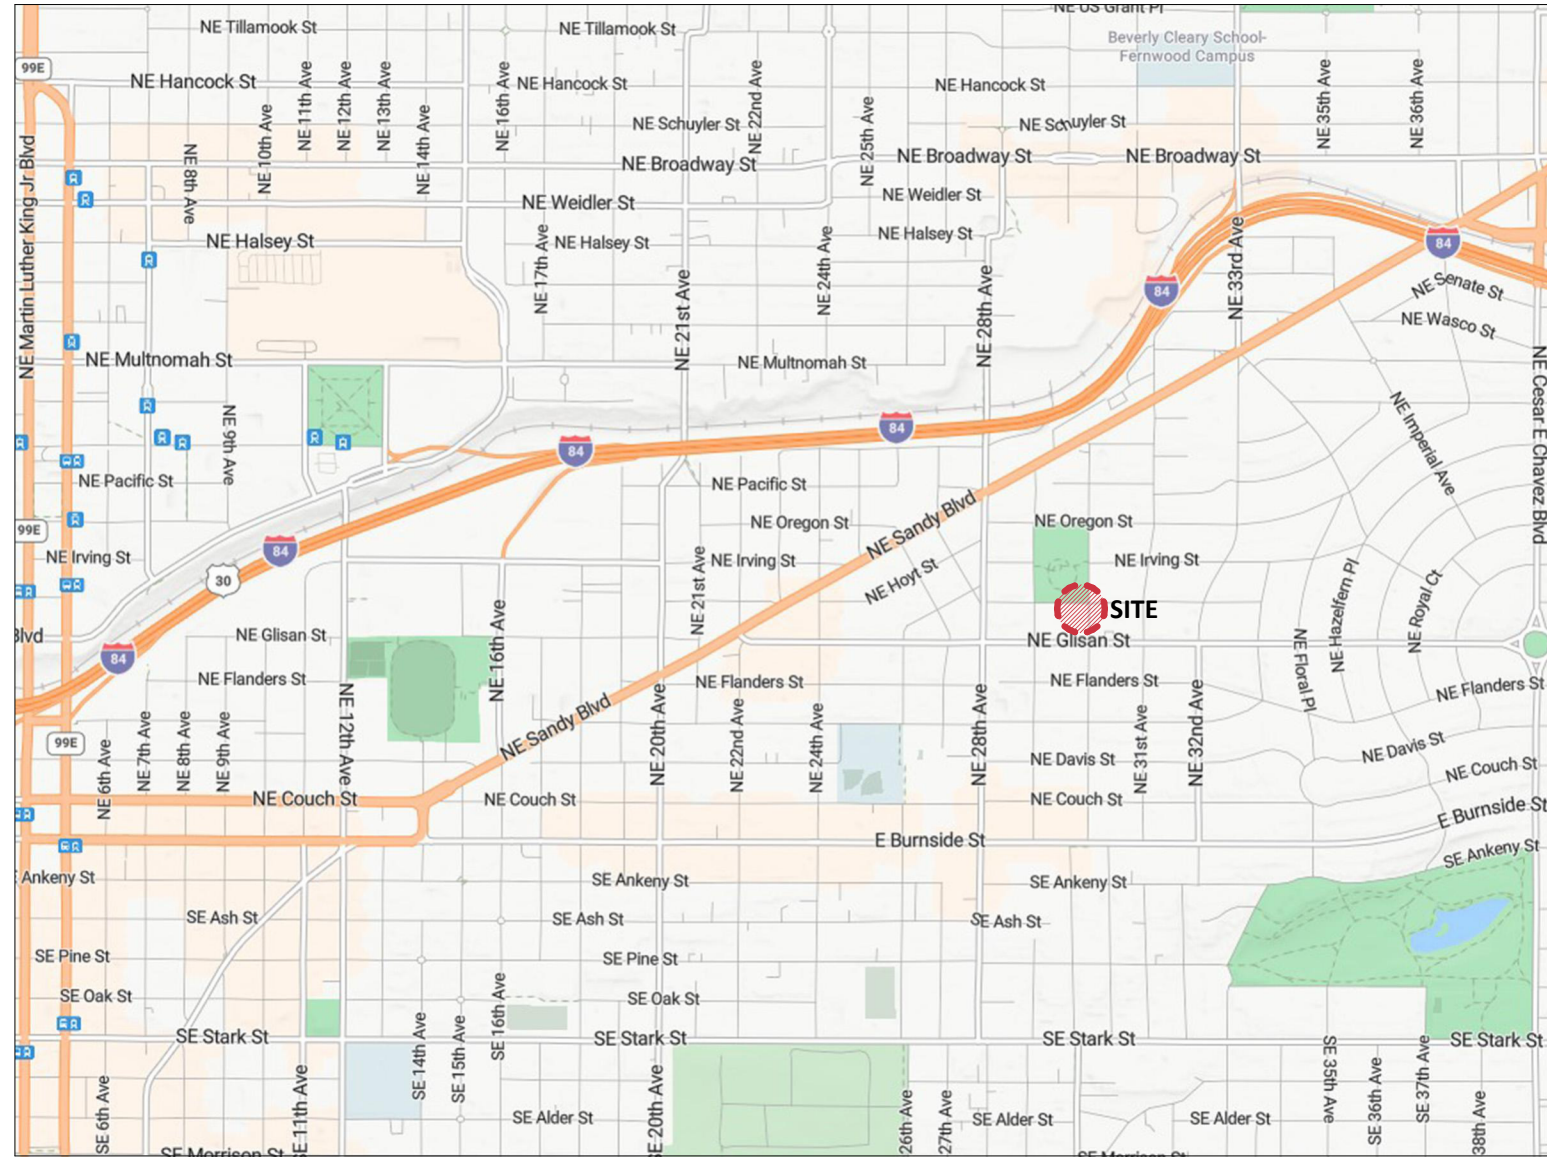 NE US Grant Pl
NE Tillamook St
NE Tillamook St
Beverly Cleary School-
Fernwood Campus
99E
NE Hancock St
NE Hancock St
NE Hancock St
NE 10th Ave
NE 11th Ave
NE 12th Ave
NE 13th Ave
NE 14th Ave
NE 16th Ave
NE 22nd Ave
NE 25th Ave
NE 35th Ave
NE 36th Ave
NE Schuyler St
NE Schuyler St
NE 8th Ave
NE Broadway St
NE Broadway St
NE Broadway St
NE Martin Luther King Jr Blvd
NE Weidler St
NE Weidler St
NE Halsey St
NE Halsey St
NE Halsey St
NE 17th Ave
NE 21st Ave
NE 24th Ave
NE 28th Ave
NE 33rd Ave
84
84
NE Senate St
NE Wasco St
NE Multnomah St
NE Multnomah St
NE Cesar E Chavez Blvd
NE Imperial Ave
NE 9th Ave
84
84
NE Pacific St
NE Pacific St
NE Sandy Blvd
NE Oregon St
NE Oregon St
99E
NE Irving St
NE Irving St
NE Irving St
84
30
NE 21st Ave
NE Hoyt St
NE Hazelfern Pl
NE Royal Ct
SITE
Blvd
NE Glisan St
NE Glisan St
NE 16th Ave
NE Floral Pl
84
NE Flanders St
NE Flanders St
NE Flanders St
NE Flanders St
NE 12th Ave
NE Sandy Blvd
NE 20th Ave
NE 22nd Ave
NE 24th Ave
NE 28th Ave
NE 31st Ave
NE 32nd Ave
99E
NE 6th Ave
NE 7th Ave
NE 8th Ave
NE 9th Ave
NE Davis St
NE Davis St
NE Couch St
NE Couch St
NE Couch St
NE Couch St
E Burnside St
E Burnside St
SE Ankeny St
Ankeny St
SE Ankeny St
SE Ankeny St
SE Ash St
SE Ash St
SE Ash St
SE Pine St
SE Pine St
SE Oak St
SE Oak St
SE 16th Ave
SE 14th Ave
SE 15th Ave
SE Stark St
SE Stark St
SE Stark St
SE Stark St
SE 6th Ave
SE 11th Ave
SE 20th Ave
26th Ave
27th Ave
SE 35th Ave
SE 36th Ave
SE 37th Ave
38th Ave
SE Alder St
SE Alder St
SE Alder St
SE Morrison St
SE Morrison St